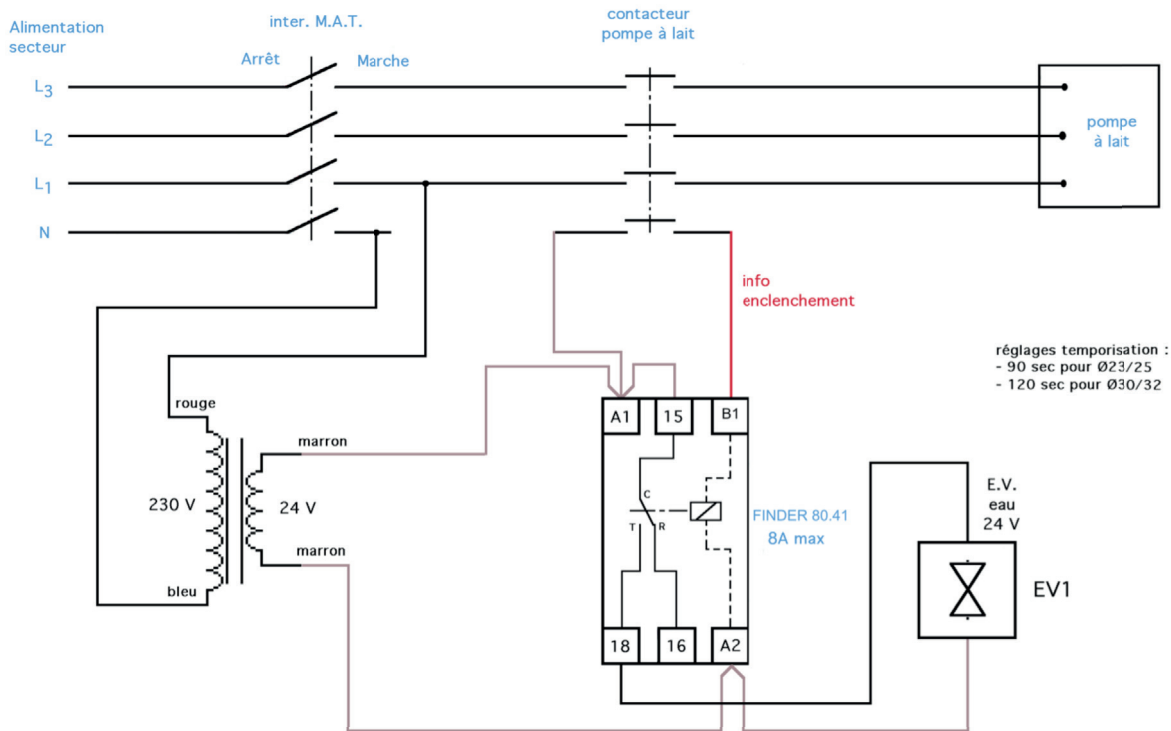 Alimentation
secteur
inter. M.A.T.
contacteur
pompe à lait
Arrêt
Marche
L3
L2
L1
N
pompe
à lait
info
enclenchement
réglages temporisation :
- 90 sec pour Ø23/25
- 120 sec pour Ø30/32
rouge
marron
230 V
24 V
marron
bleu
A1
15
B1
C
T
R
FINDER 80.41
8A max
18
16
A2
E.V.
eau
24 V
EV1